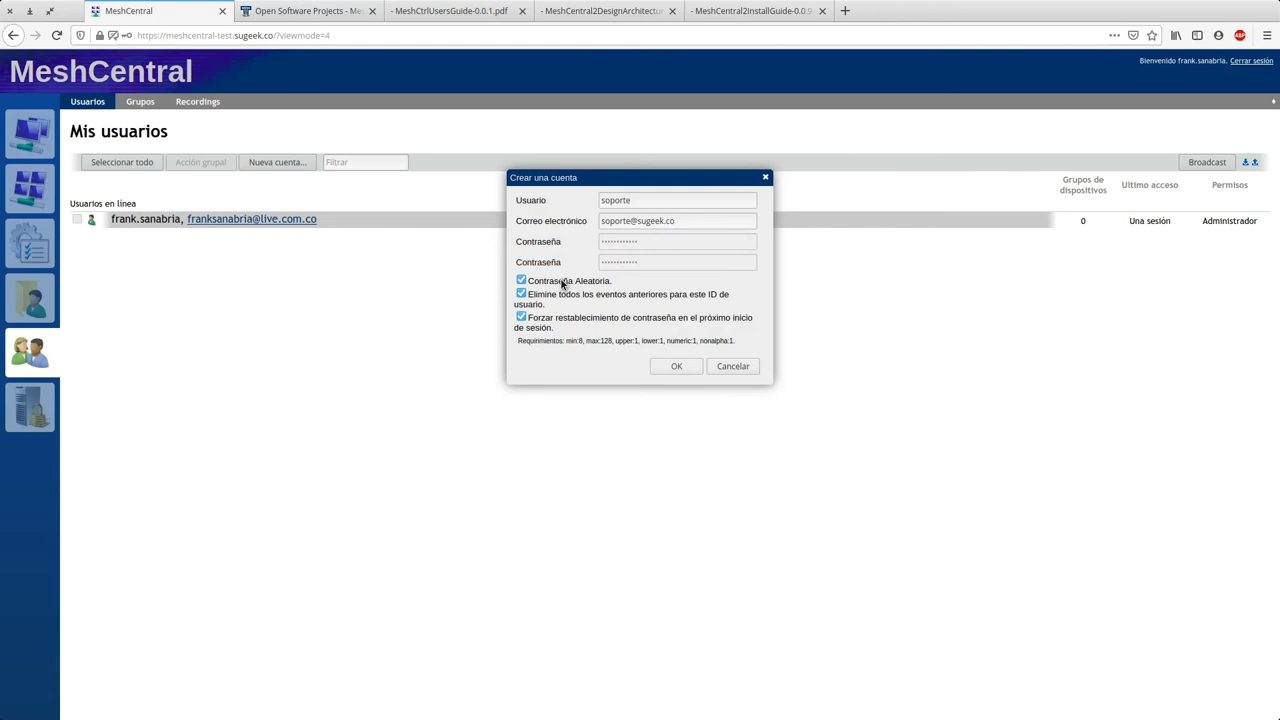 MeshCentral
Open Software Projects - Me
- MeshCtrlUsersGuide-0.0.1.pdf
- MeshCentral2DesignArchitectur
- MeshCentral2InstallGuide-0.0.9
https://meshcentral-test.sugeek.co/?viewmode=4
ABP
MeshCentral
Bienvenido frank.sanabria. Cerrar sesión
Usuarios Grupos Recordings
Mis usuarios
Seleccionar todo Acción grupal Nueva cuenta... Filtrar Broadcast
Grupos de dispositivos Ultimo acceso Permisos
Usuarios en línea
frank.sanabria, franksanabria@live.com.co 0 Una sesión Administrador
Crear una cuenta
Usuario soporte
Correo electrónico soporte@sugeek.co
Contraseña ••••••••••••
Contraseña ••••••••••••
Contraseña Aleatoria.
Elimine todos los eventos anteriores para este ID de
usuario.
Forzar restablecimiento de contraseña en el próximo inicio
de sesión.
Requirimientos: min:8, max:128, upper:1, lower:1, numeric:1, nonalpha:1.
OK Cancelar